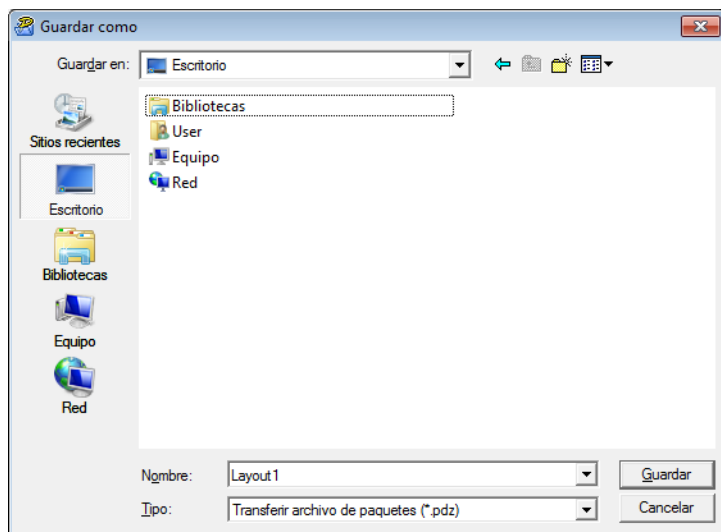 Guardar como
Guardar en: Escritorio
Sitios recientes
Escritorio
Bibliotecas
Equipo
Red
Bibliotecas
User
Equipo
Red
Nombre: Layout1 Guardar
Tipo: Transferir archivo de paquetes (*.pdz) Cancelar